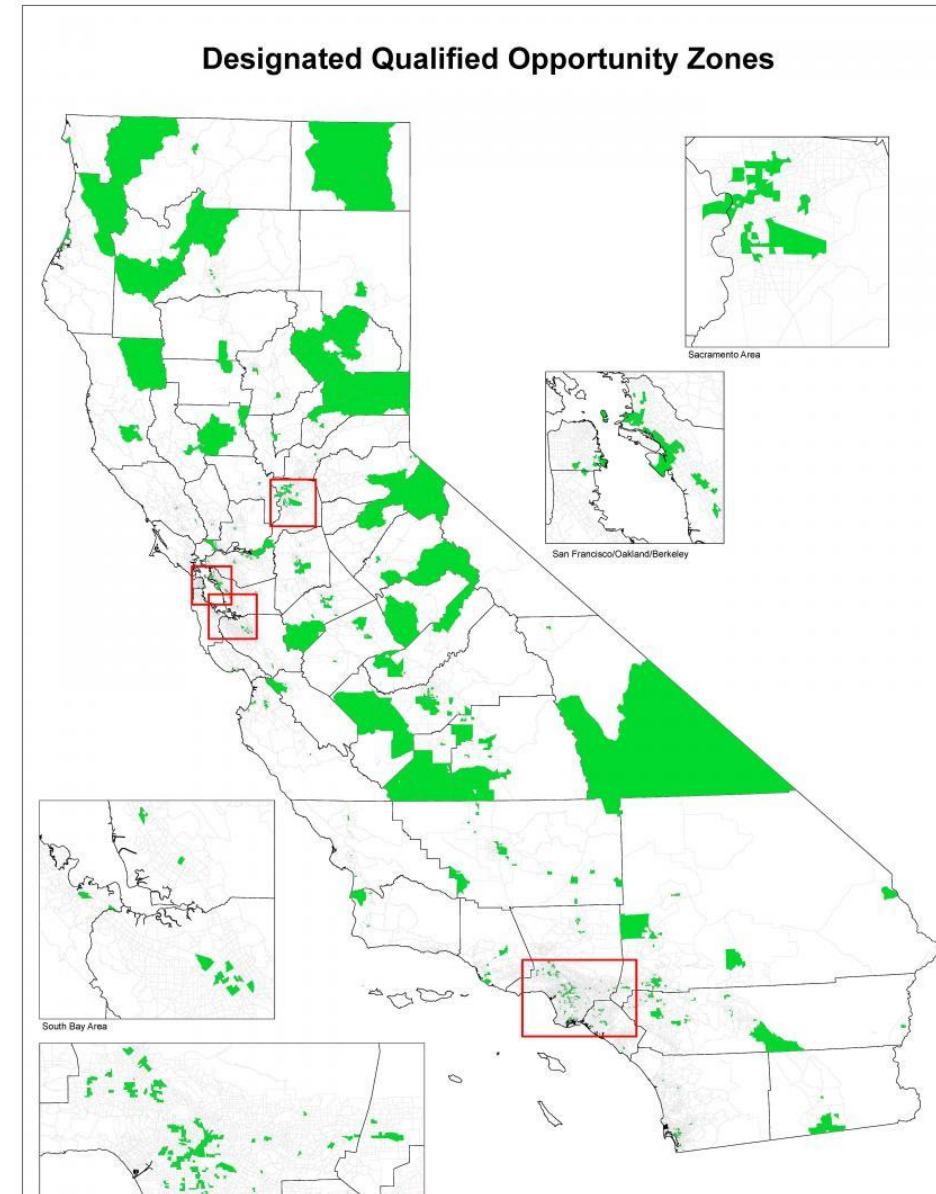 Designated Qualified Opportunity Zones
Sacramento Area
San Francisco/Oakland/Berkeley
South Bay Area